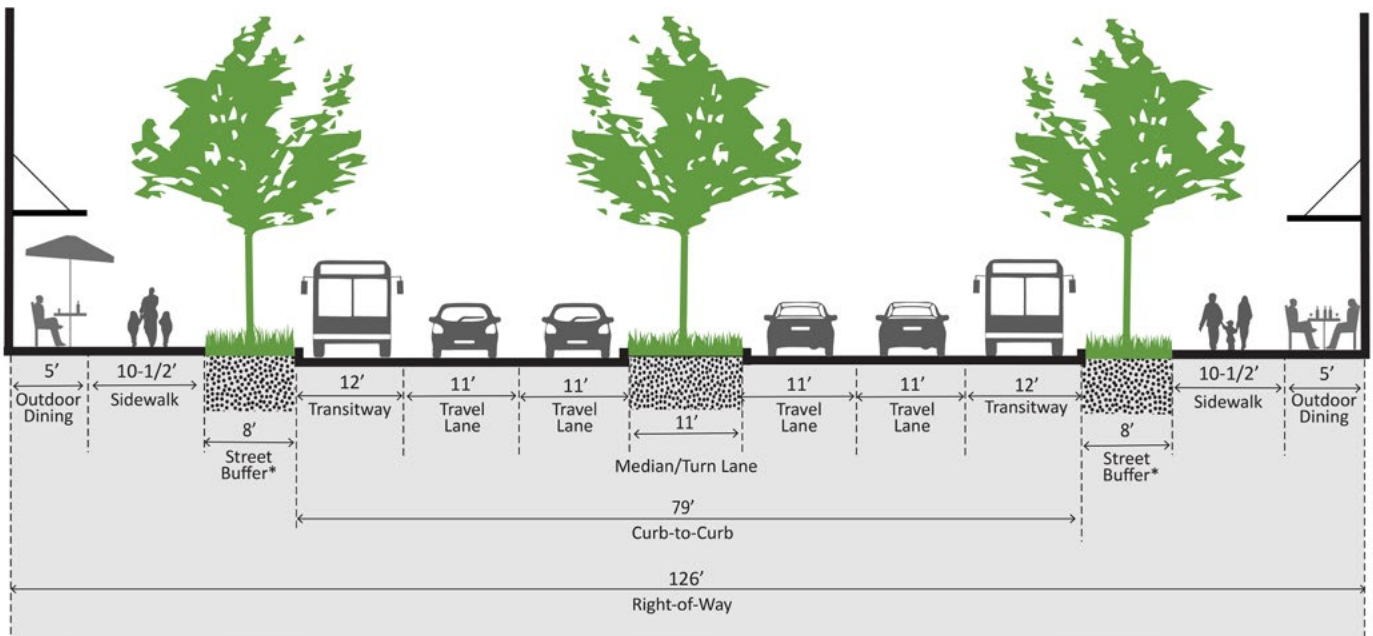 5’
Outdoor
Dining
10-1/2’
Sidewalk
8’
Street
Buffer*
12’
Transitway
11’
Travel
Lane
11’
Travel
Lane
11’
Median/Turn Lane
11’
Travel
Lane
11’
Travel
Lane
12’
Transitway
8’
Street
Buffer*
10-1/2’
Sidewalk
5’
Outdoor
Dining
79’
Curb-to-Curb
126’
Right-of-Way